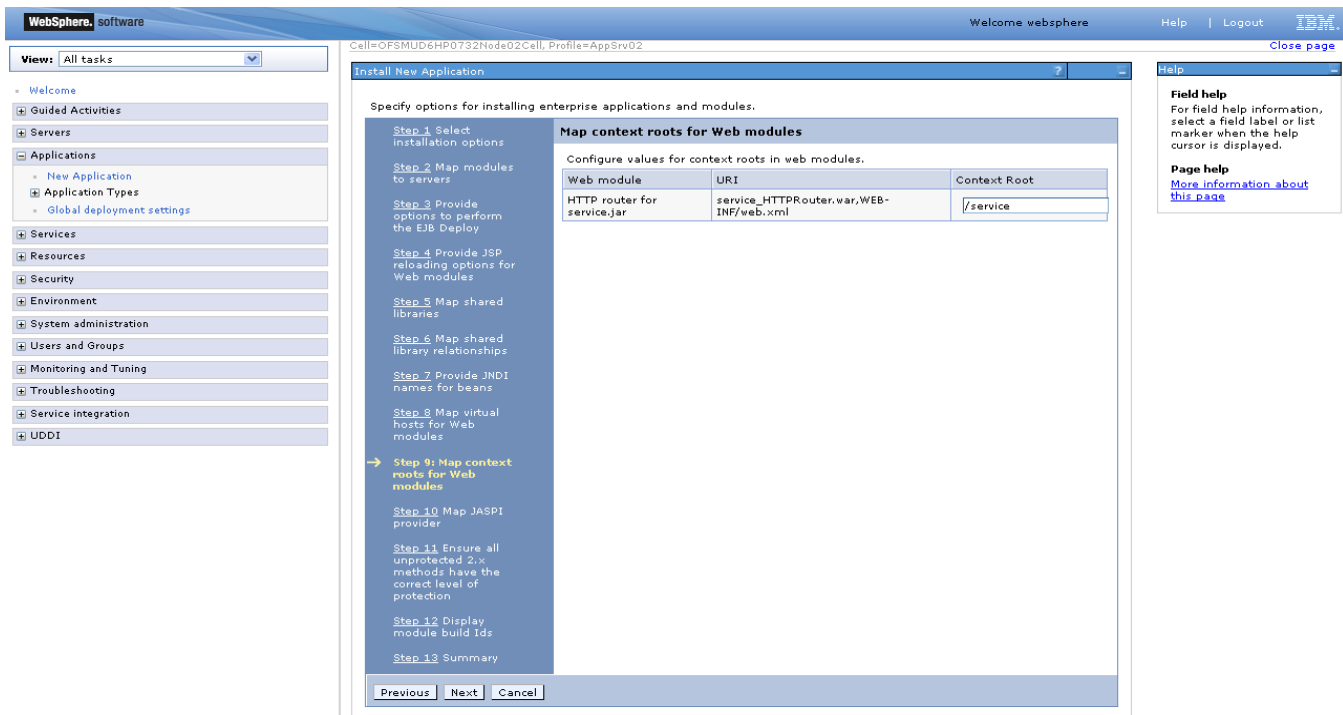 WebSphere. software
Welcome websphere
Help | Logout
IBM.
View: All tasks
Welcome
Guided Activities
Servers
Applications
New Application
Application Types
Global deployment settings
Services
Resources
Security
Environment
System administration
Users and Groups
Monitoring and Tuning
Troubleshooting
Service integration
UDDI
Cell=OFSMUD6HP0732Node02Cell, Profile=AppSrv02
Close page
Install New Application
?
Specify options for installing enterprise applications and modules.
Step 1 Select
installation options
Step 2 Map modules
to servers
Step 3 Provide
options to perform
the EJB Deploy
Step 4 Provide JSP
reloading options for
Web modules
Step 5 Map shared
libraries
Step 6 Map shared
library relationships
Step 7 Provide JNDI
names for beans
Step 8 Map virtual
hosts for Web
modules
Step 9: Map context
roots for Web
modules
Step 10 Map JASPI
provider
Step 11 Ensure all
unprotected 2.x
methods have the
correct level of
protection
Step 12 Display
module build Ids
Step 13 Summary
Map context roots for Web modules
Configure values for context roots in web modules.
Web module
URI
Context Root
HTTP router for
service.jar
service_HTTPRouter.war,WEB-
INF/web.xml
/service
Previous
Next
Cancel
Help
Field help
For field help information,
select a field label or list
marker when the help
cursor is displayed.
Page help
More information about
this page